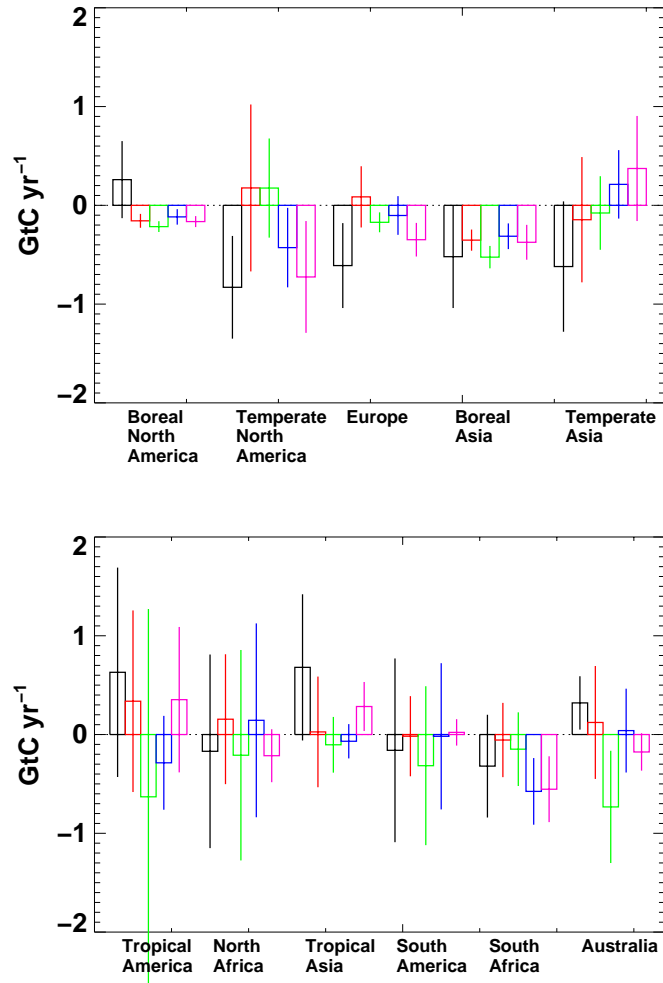 2
1
0
−1
−2
GtC yr⁻¹
Boreal North America
Temperate North America
Europe
Boreal Asia
Temperate Asia
2
1
0
−1
−2
GtC yr⁻¹
Tropical America
North Africa
Tropical Asia
South America
South Africa
Australia